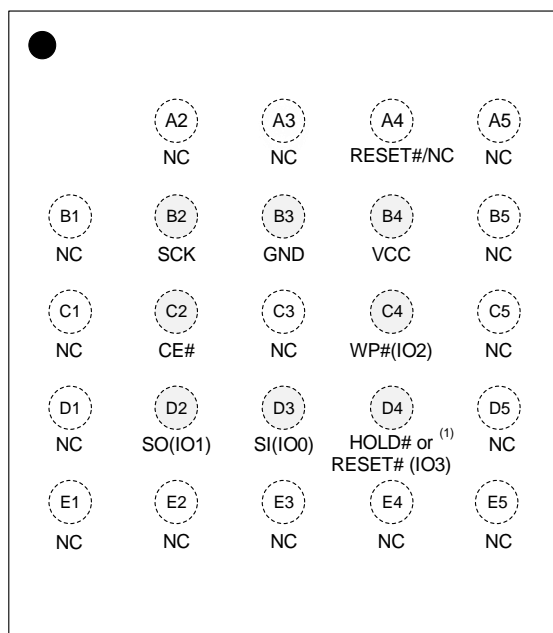 A2 A3 A4 A5
NC NC RESET#/NC NC
B1 B2 B3 B4 B5
NC SCK GND VCC NC
C1 C2 C3 C4 C5
NC CE# NC WP#(IO2) NC
D1 D2 D3 D4 D5
NC SO(IO1) SI(IO0) HOLD# or (1) NC
RESET# (IO3)
E1 E2 E3 E4 E5
NC NC NC NC NC